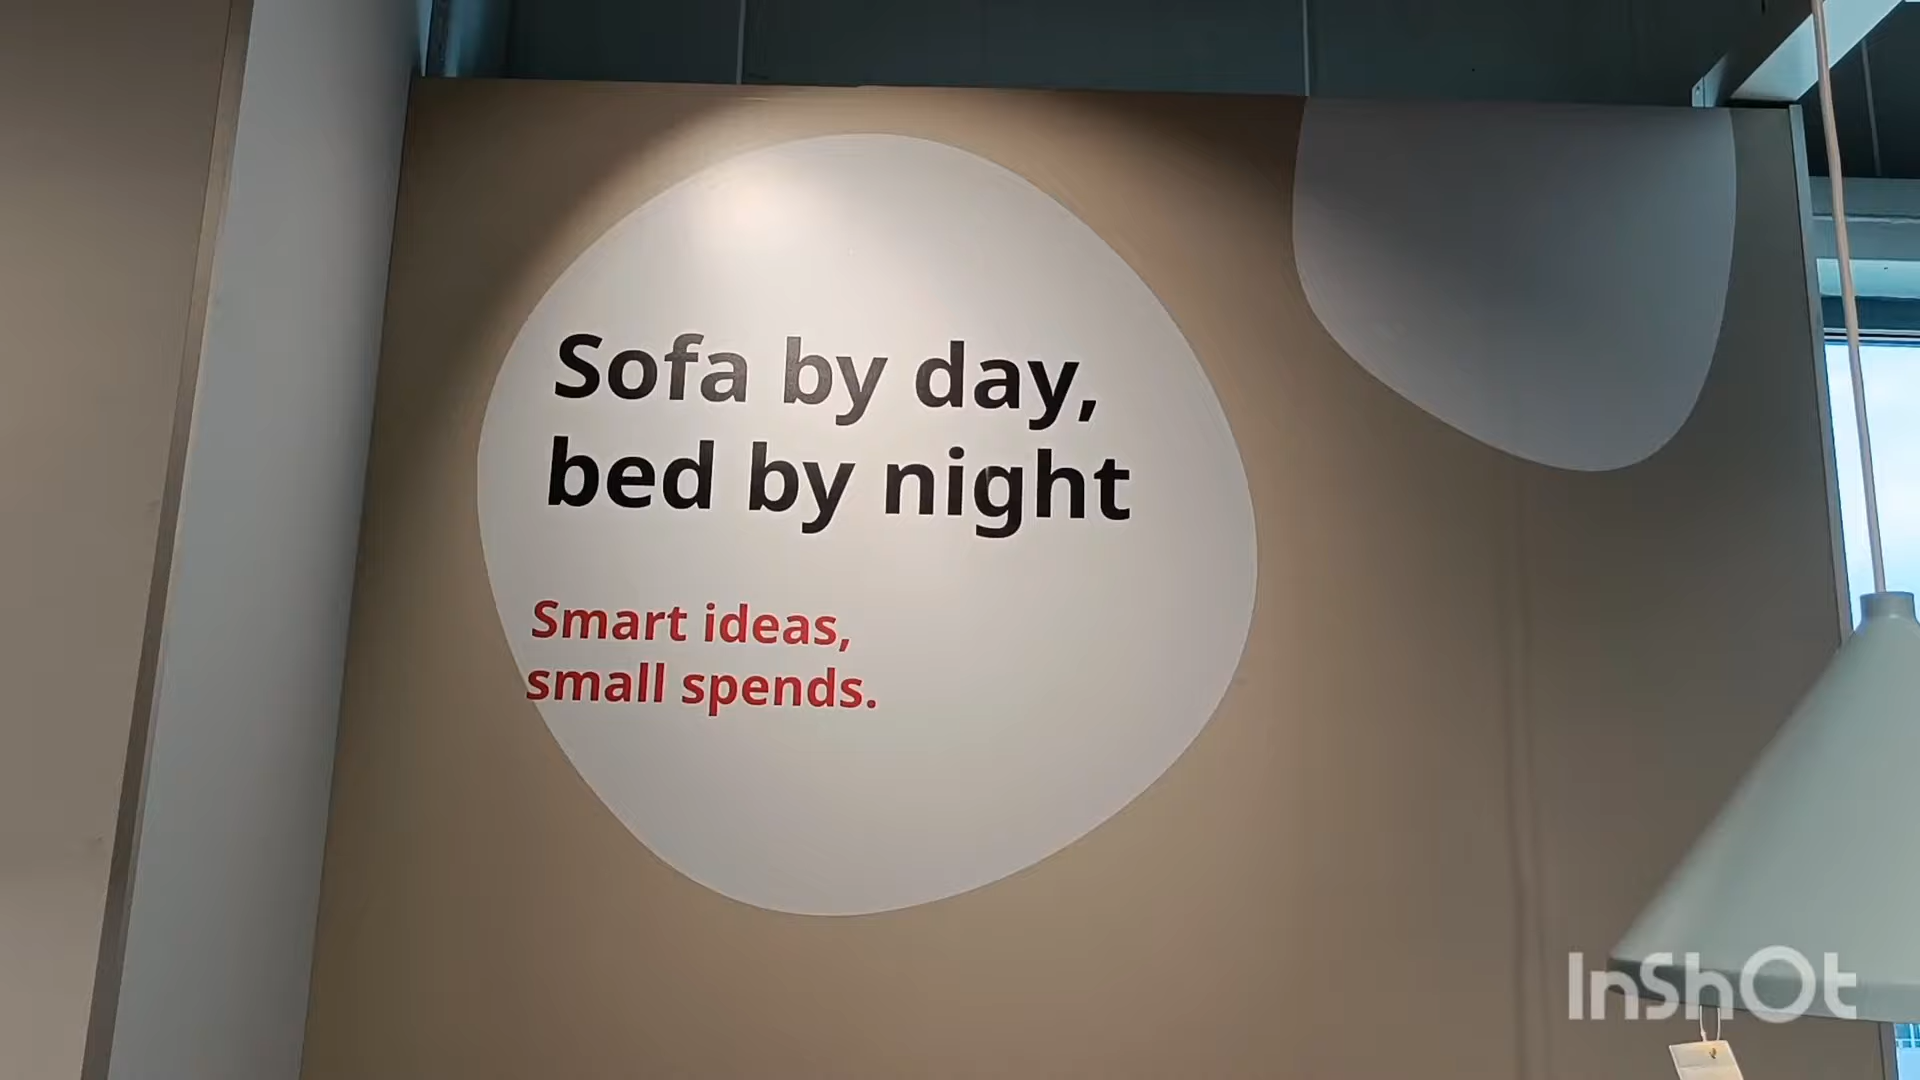 Sofa by day,
bed by night
Smart ideas,
small spends.
InShOt